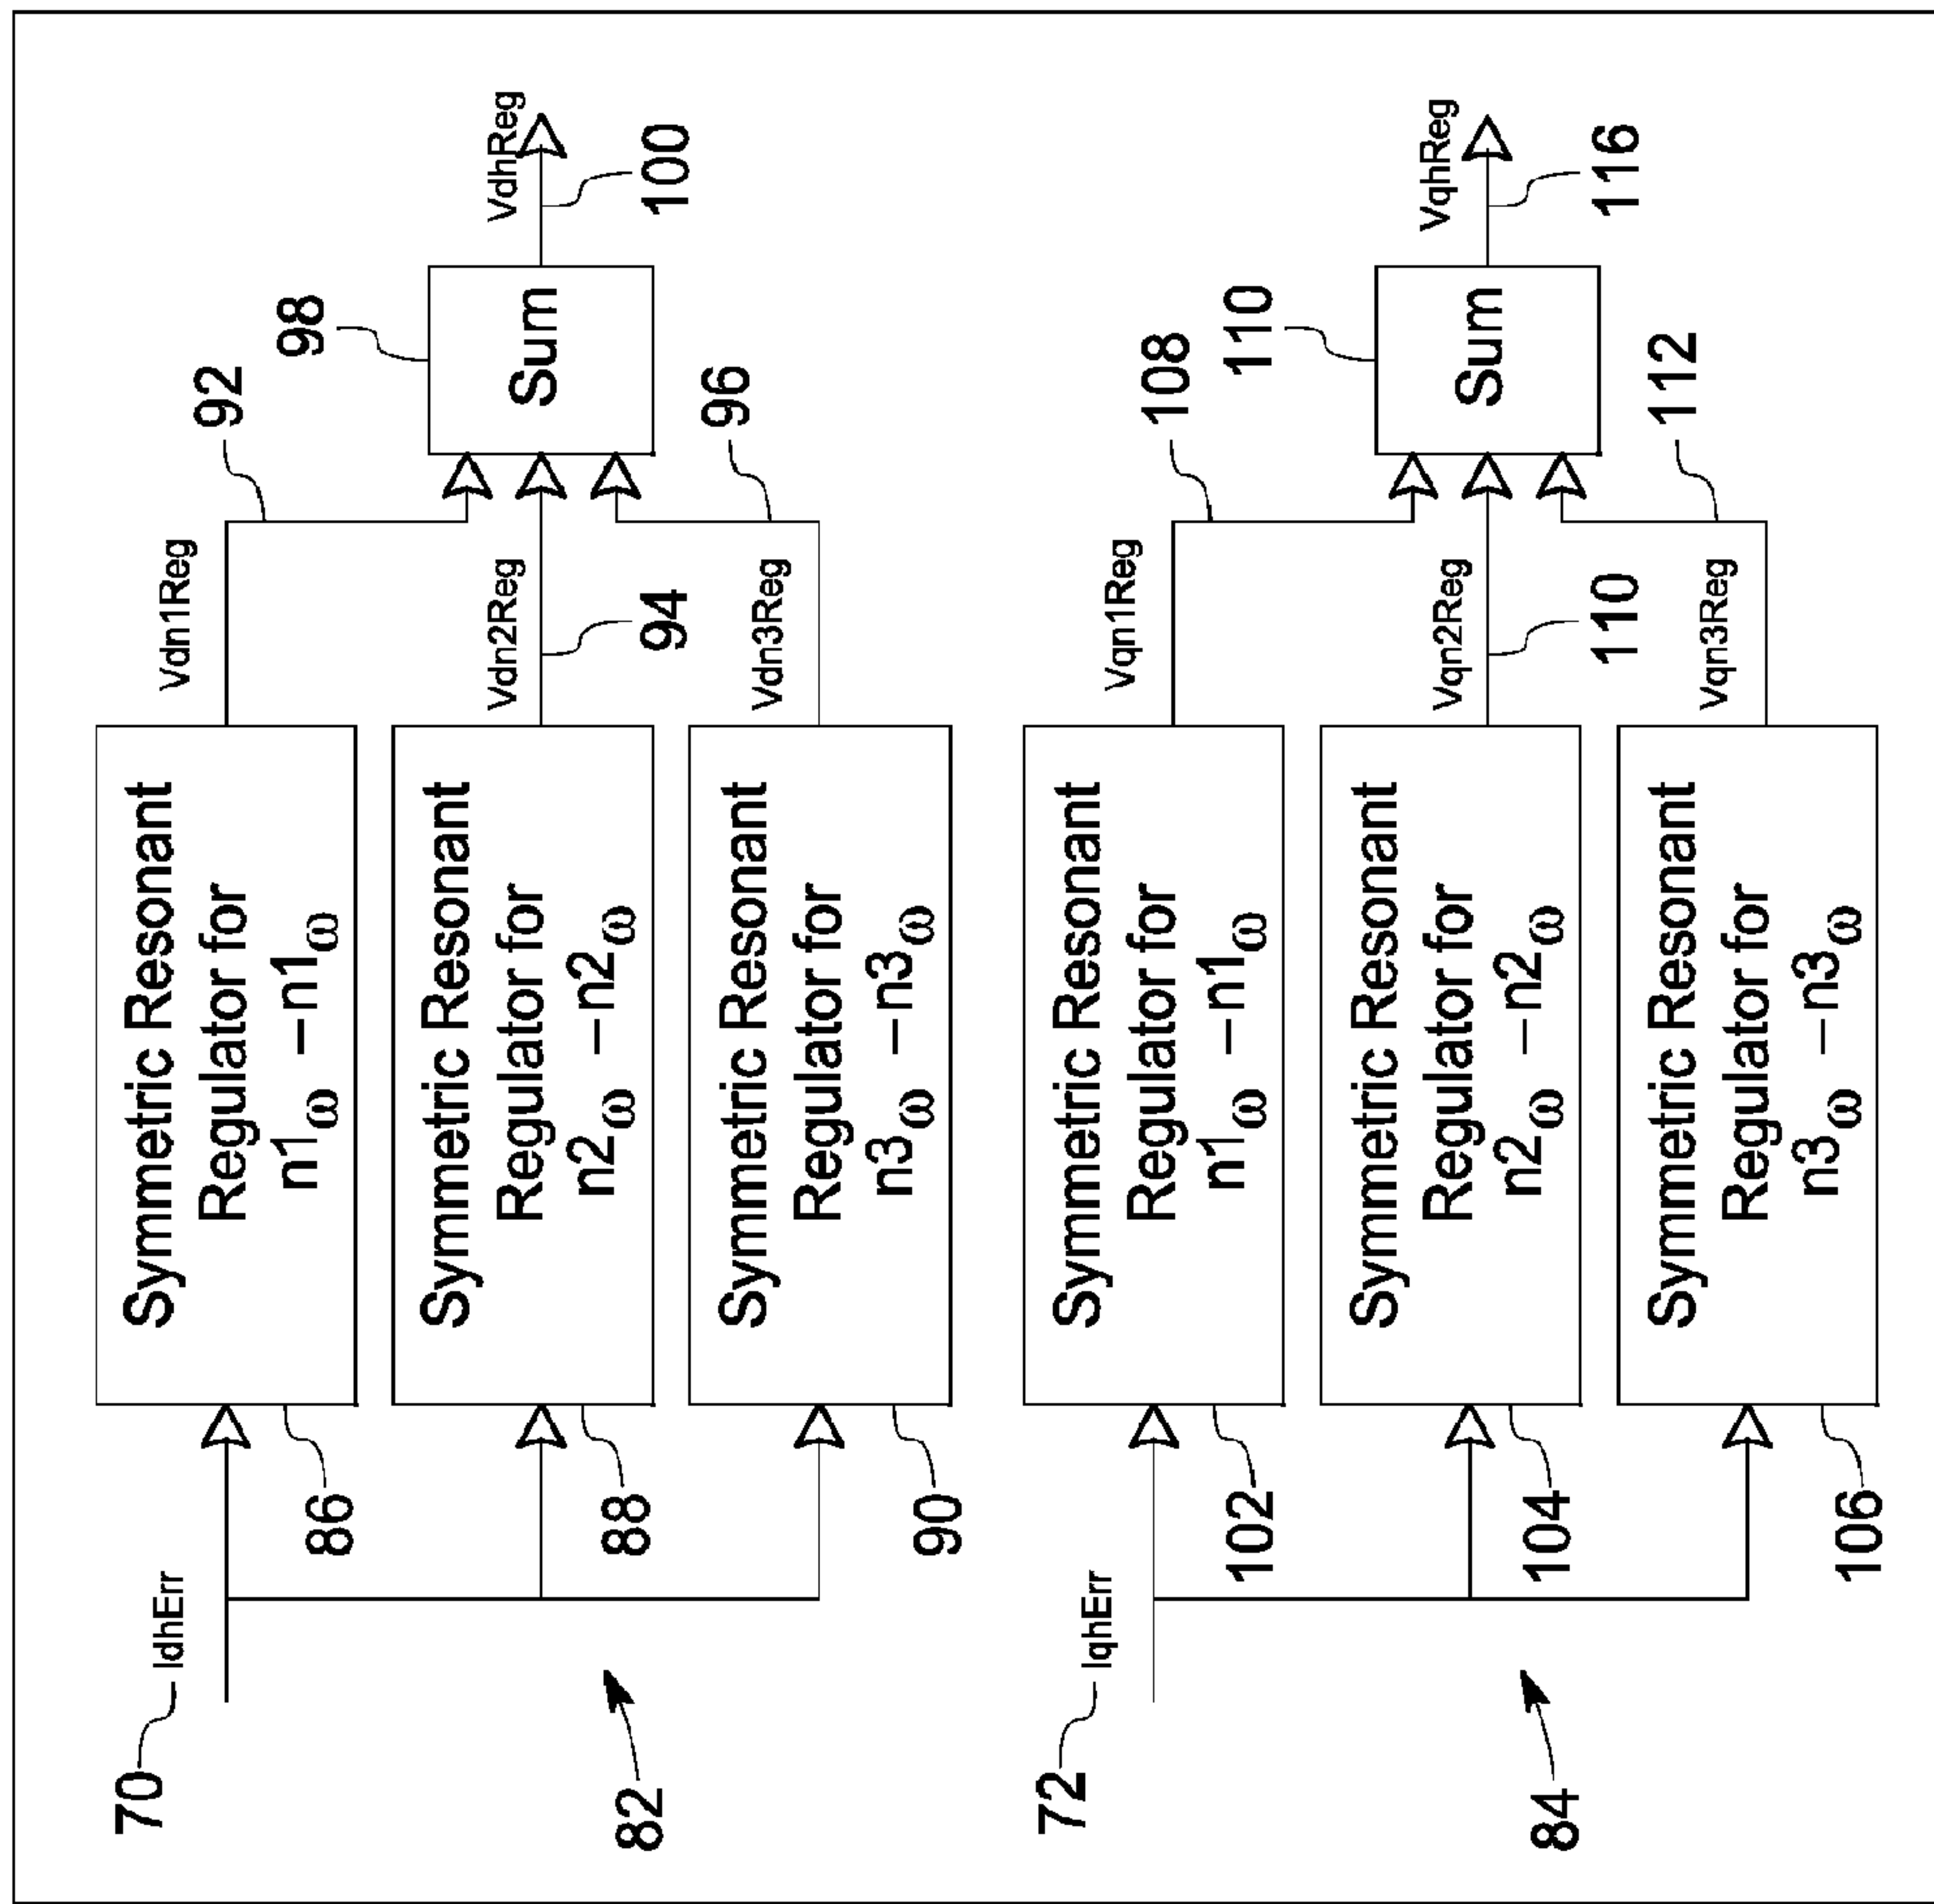 70
IdhErr
82
86
Symmetric Resonant
Regulator for
n1ω –n1ω
88
Symmetric Resonant
Regulator for
n2ω –n2ω
90
Symmetric Resonant
Regulator for
n3ω –n3ω
Vdn1Reg
92
Vdn2Reg
94
Vdn3Reg
96
98
Sum
VdhReg
100
72
IqhErr
84
102
Symmetric Resonant
Regulator for
n1ω –n1ω
104
Symmetric Resonant
Regulator for
n2ω –n2ω
106
Symmetric Resonant
Regulator for
n3ω –n3ω
Vqn1Reg
108
Vqn2Reg
110
Vqn3Reg
112
110
Sum
VqhReg
116